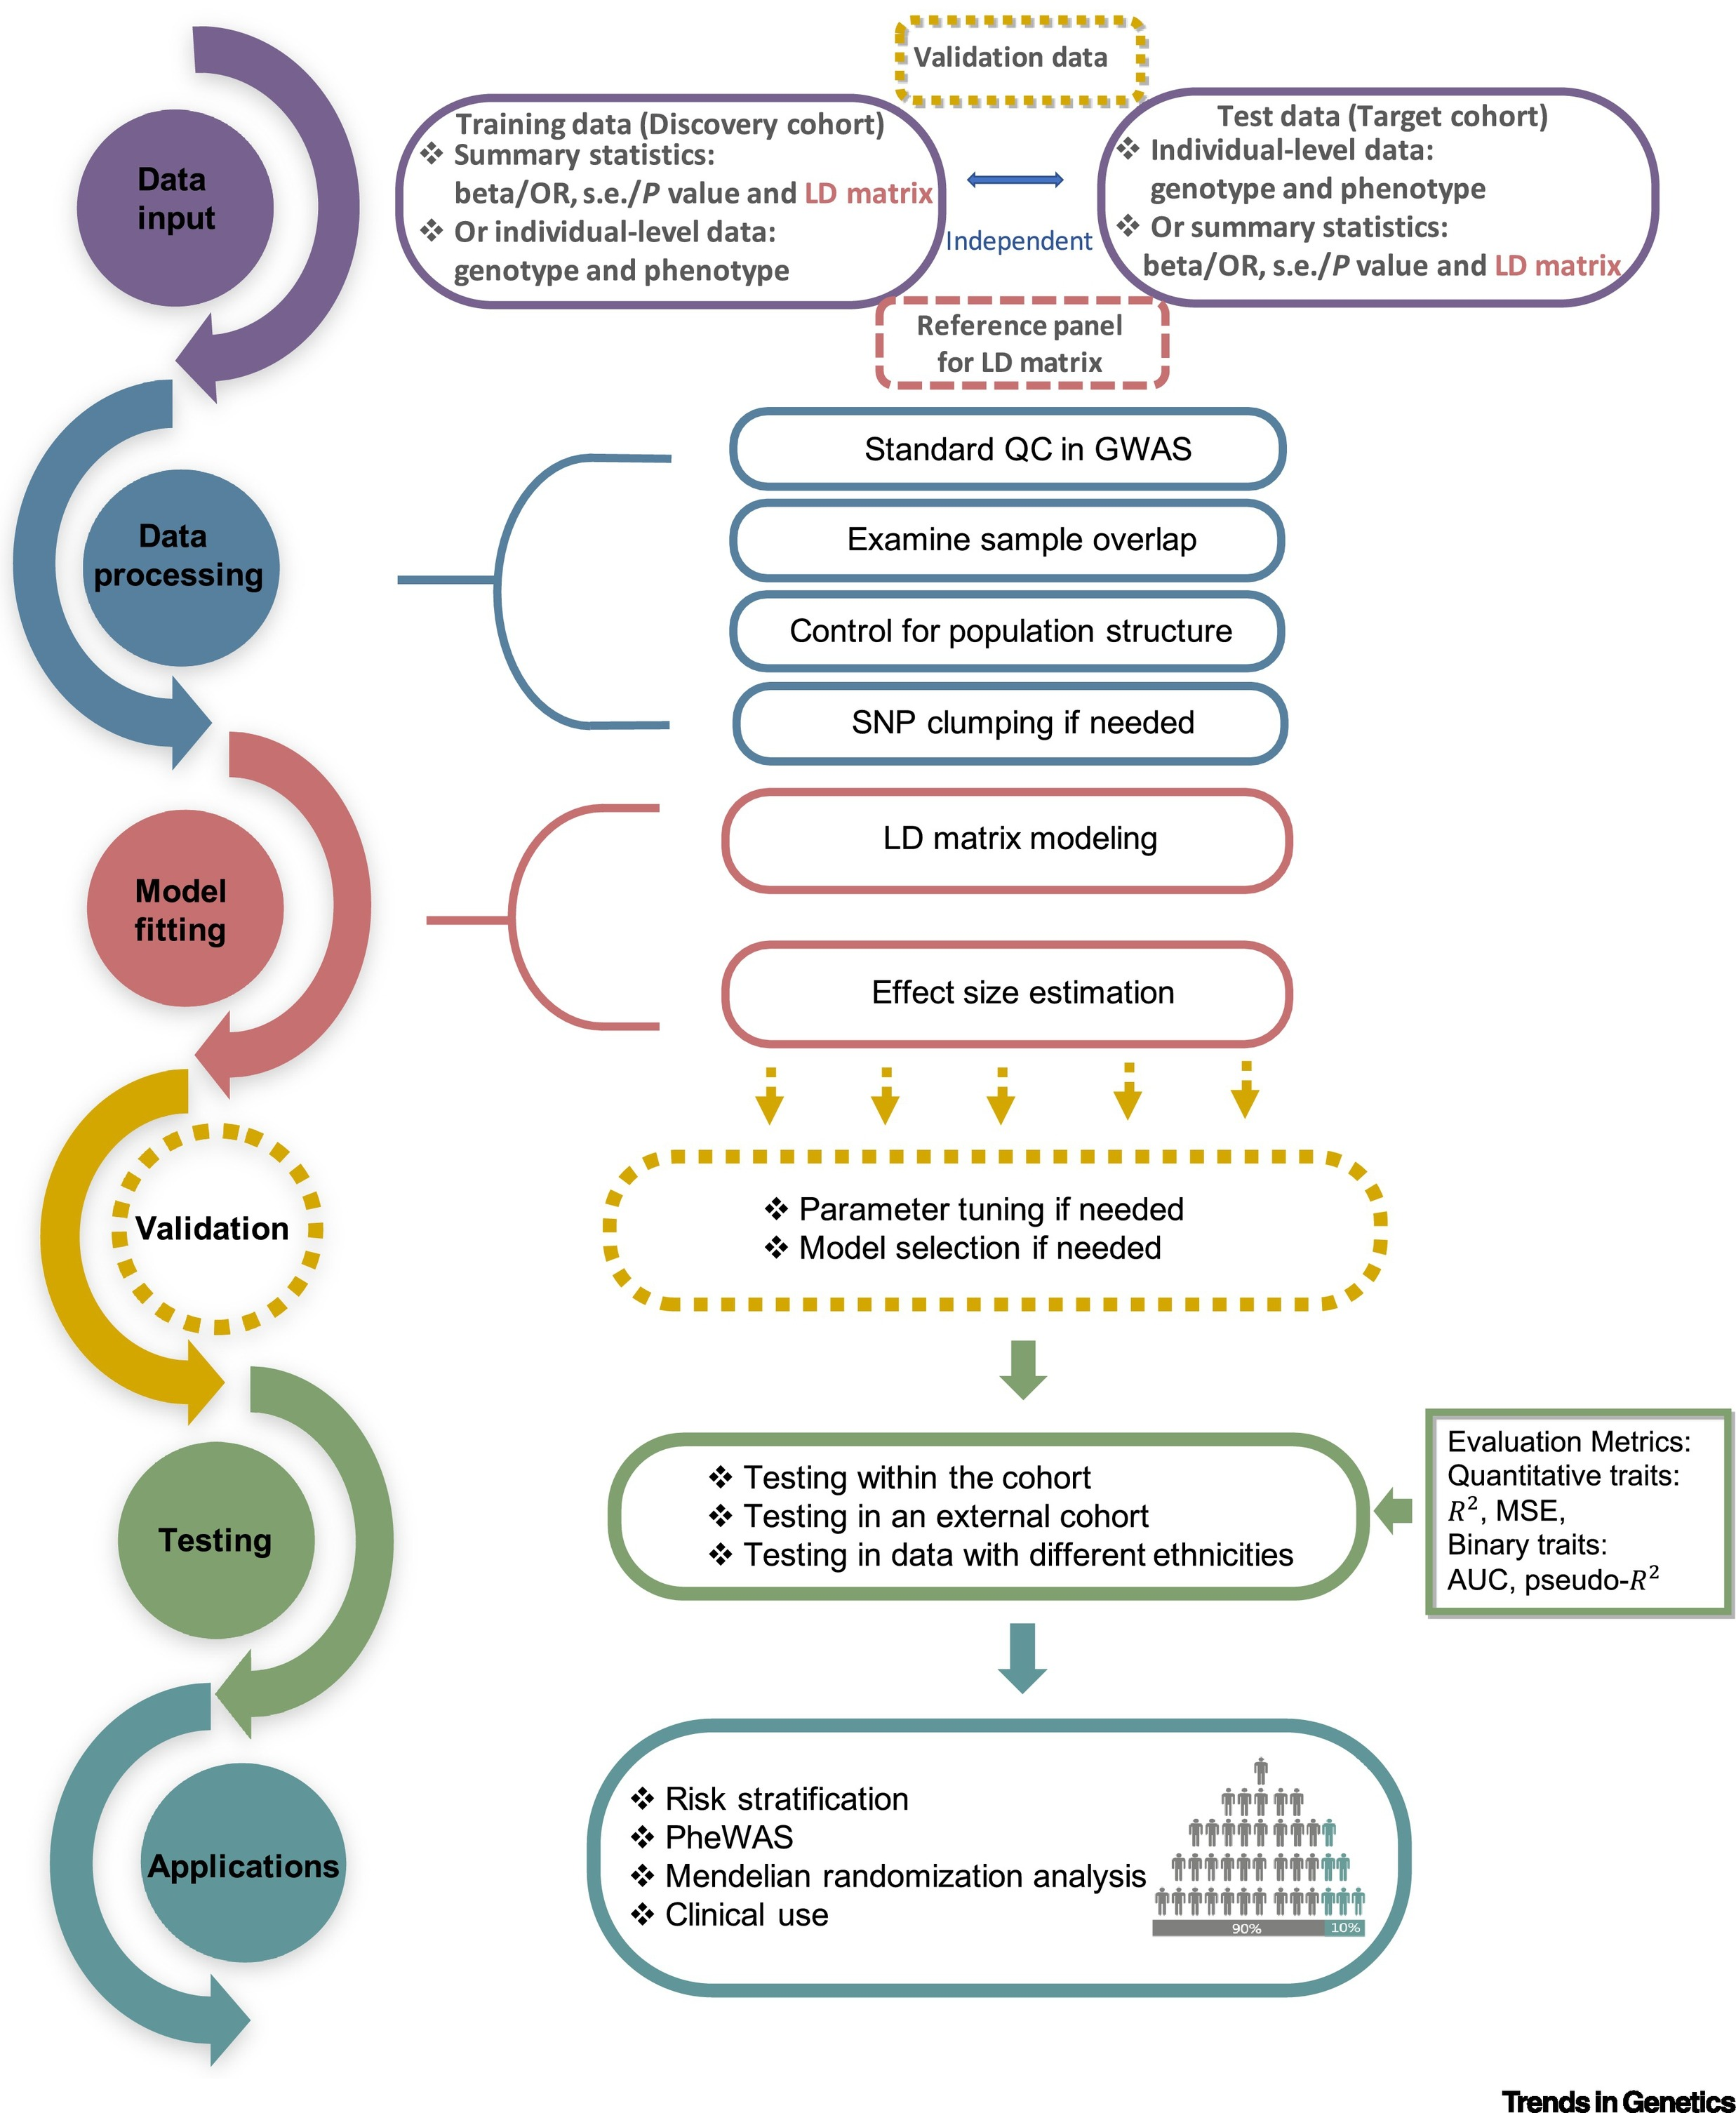 Validation data
Data
input
Training data (Discovery cohort)
❖ Summary statistics:
beta/OR, s.e./P value and LD matrix
❖ Or individual-level data:
genotype and phenotype
Independent
Test data (Target cohort)
❖ Individual-level data:
genotype and phenotype
❖ Or summary statistics:
beta/OR, s.e./P value and LD matrix
Reference panel
for LD matrix
Data
processing
Standard QC in GWAS
Examine sample overlap
Control for population structure
SNP clumping if needed
Model
fitting
LD matrix modeling
Effect size estimation
Validation
❖ Parameter tuning if needed
❖ Model selection if needed
Testing
❖ Testing within the cohort
❖ Testing in an external cohort
❖ Testing in data with different ethnicities
Evaluation Metrics:
Quantitative traits:
R², MSE,
Binary traits:
AUC, pseudo-R²
Applications
❖ Risk stratification
❖ PheWAS
❖ Mendelian randomization analysis
❖ Clinical use
90% 10%
Trends in Genetics